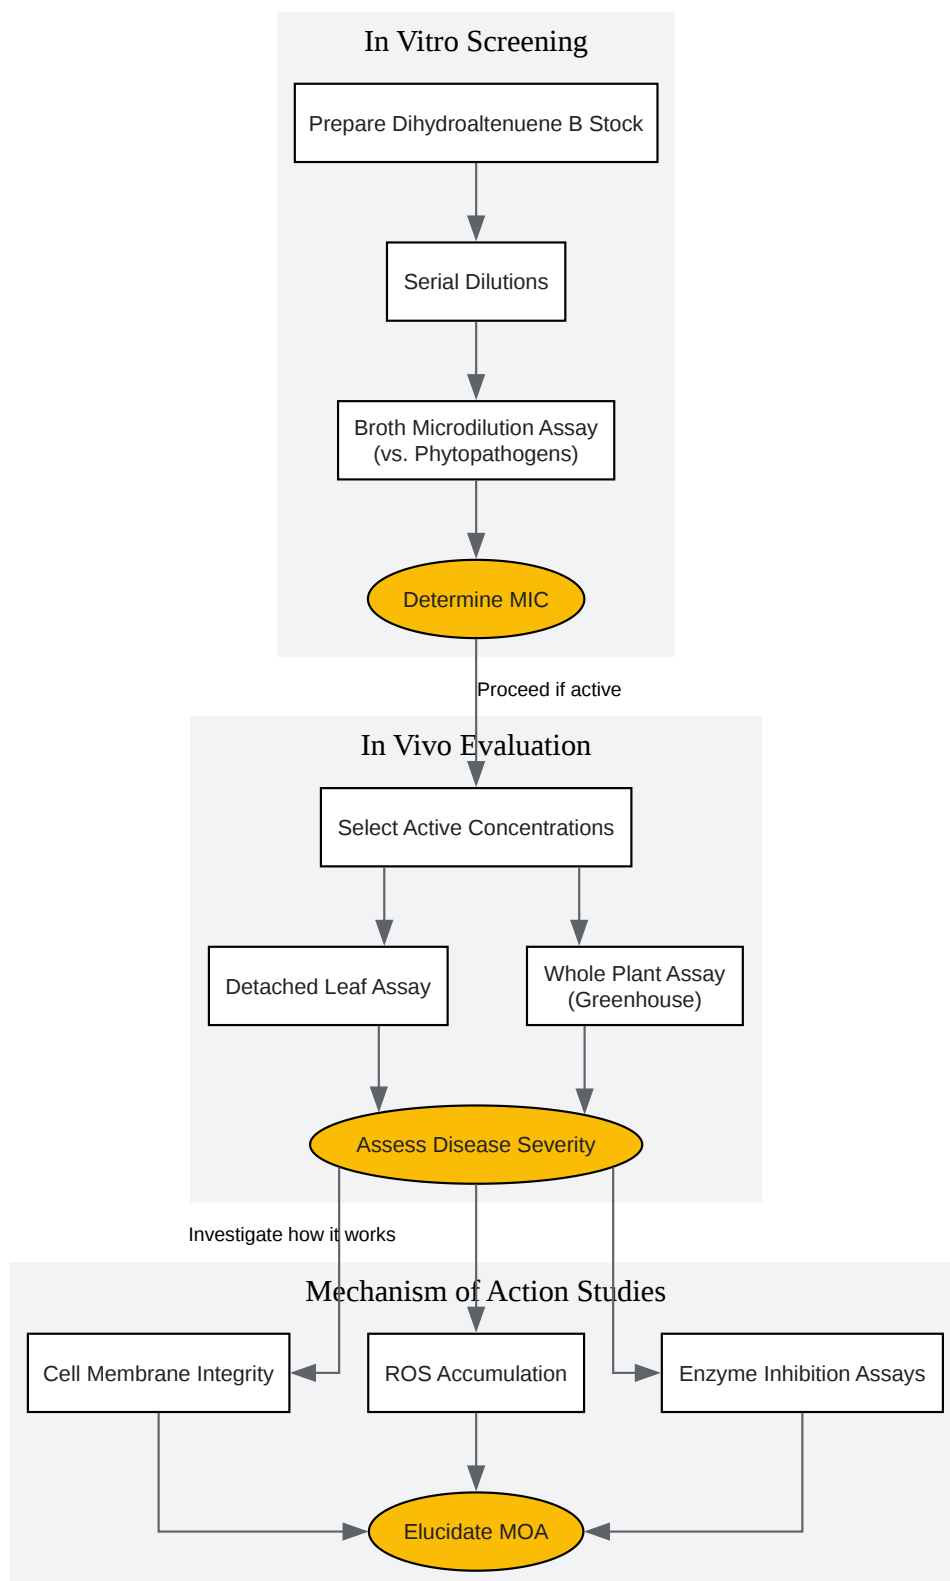 In Vitro Screening
Prepare Dihydroaltenuene B Stock
Serial Dilutions
Broth Microdilution Assay
(vs. Phytopathogens)
Determine MIC
Proceed if active
In Vivo Evaluation
Select Active Concentrations
Detached Leaf Assay
Whole Plant Assay
(Greenhouse)
Assess Disease Severity
Investigate how it works
Mechanism of Action Studies
Cell Membrane Integrity
ROS Accumulation
Enzyme Inhibition Assays
Elucidate MOA